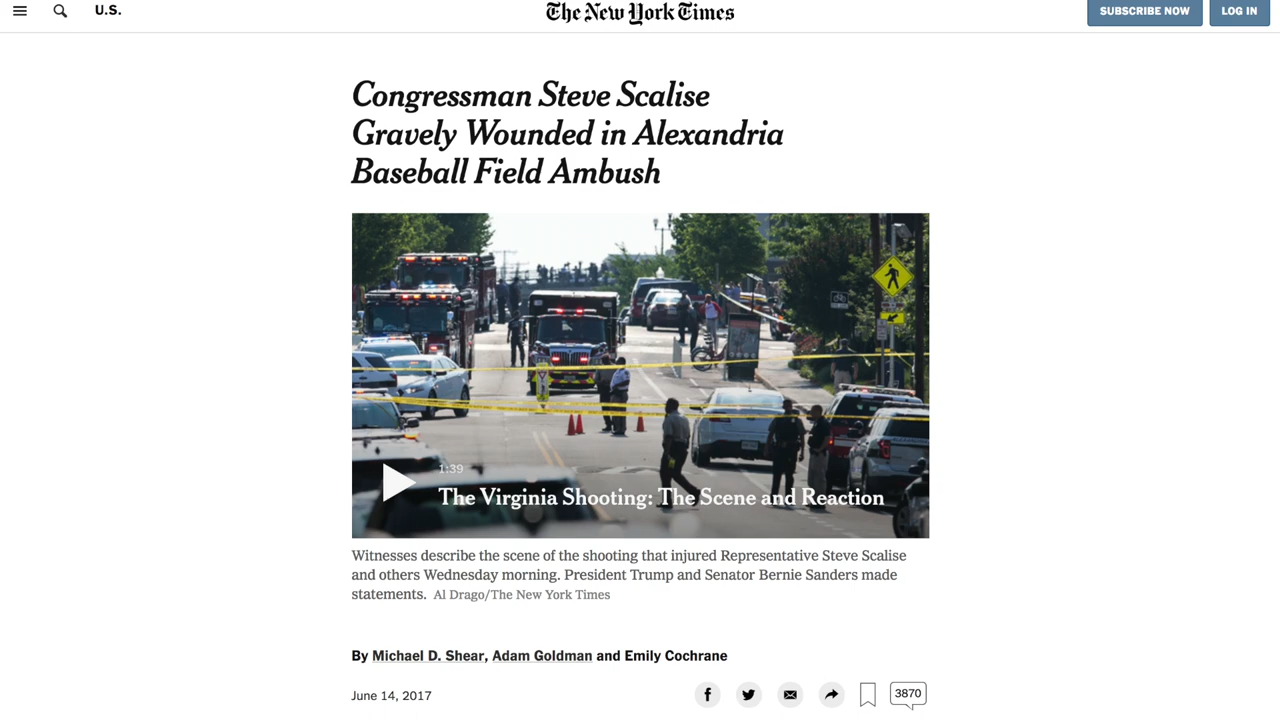 U.S.
The New York Times
SUBSCRIBE NOW
LOG IN
Congressman Steve Scalise
Gravely Wounded in Alexandria
Baseball Field Ambush
1:39
The Virginia Shooting: The Scene and Reaction
Witnesses describe the scene of the shooting that injured Representative Steve Scalise
and others Wednesday morning. President Trump and Senator Bernie Sanders made
statements. Al Drago/The New York Times
By Michael D. Shear, Adam Goldman and Emily Cochrane
June 14, 2017
3870